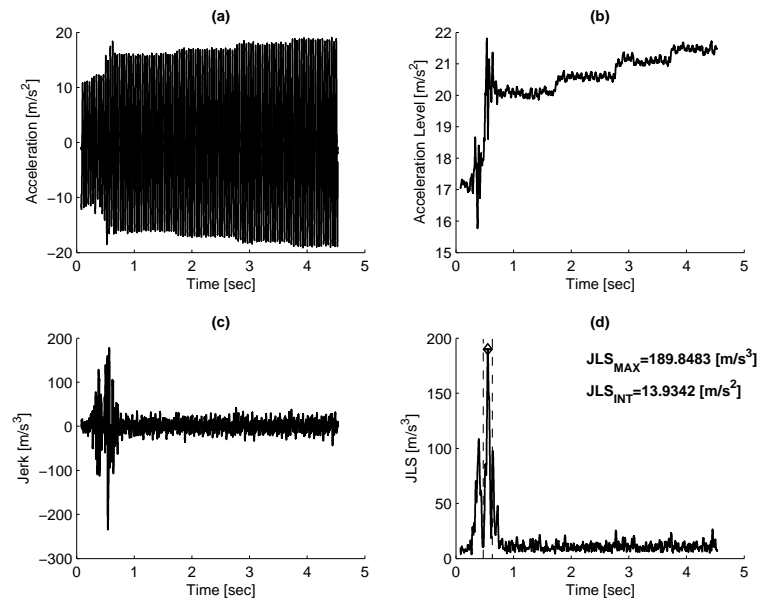 (a)
20
10
0
−10
−20
0 1 2 3 4 5
Acceleration [m/s²]
Time [sec]
(b)
22
21
20
19
18
17
16
15
0 1 2 3 4 5
Acceleration Level [m/s²]
Time [sec]
(c)
200
100
0
−100
−200
−300
0 1 2 3 4 5
Jerk [m/s³]
Time [sec]
(d)
200
150
100
50
0
0 1 2 3 4 5
JLS [m/s³]
Time [sec]
JLS_MAX=189.8483 [m/s³]
JLS_INT=13.9342 [m/s²]